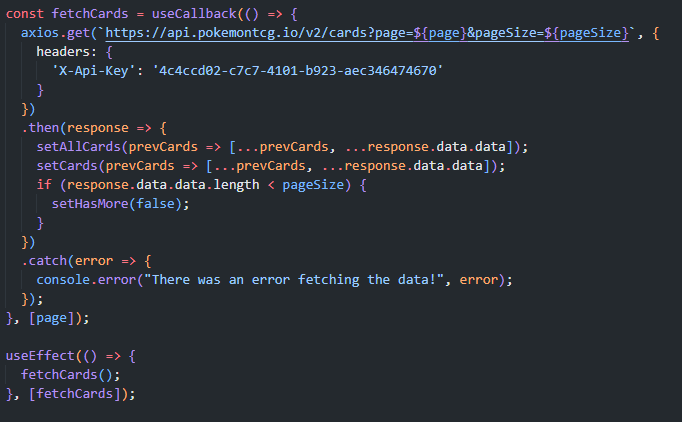 const fetchCards = useCallback(() => {
  axios.get(`https://api.pokemontcg.io/v2/cards?page=${page}&pageSize=${pageSize}`, {
    headers: {
      'X-Api-Key': '4c4ccd02-c7c7-4101-b923-aec346474670'
    }
  })
  .then(response => {
    setAllCards(prevCards => [...prevCards, ...response.data.data]);
    setCards(prevCards => [...prevCards, ...response.data.data]);
    if (response.data.data.length < pageSize) {
      setHasMore(false);
    }
  })
  .catch(error => {
    console.error("There was an error fetching the data!", error);
  });
}, [page]);

useEffect(() => {
  fetchCards();
}, [fetchCards]);